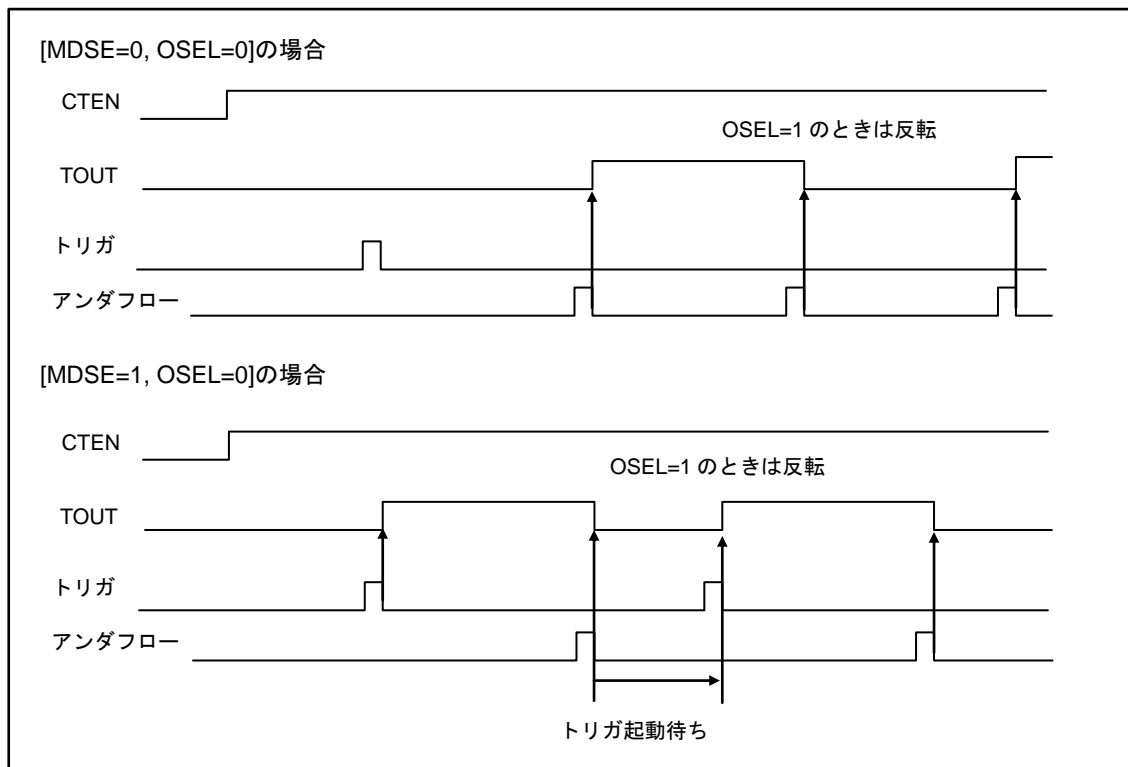 [MDSE=0, OSEL=0]の場合
CTEN
OSEL=1 のときは反転
TOUT
トリガ
アンダフロー
[MDSE=1, OSEL=0]の場合
CTEN
OSEL=1 のときは反転
TOUT
トリガ
アンダフロー
トリガ起動待ち